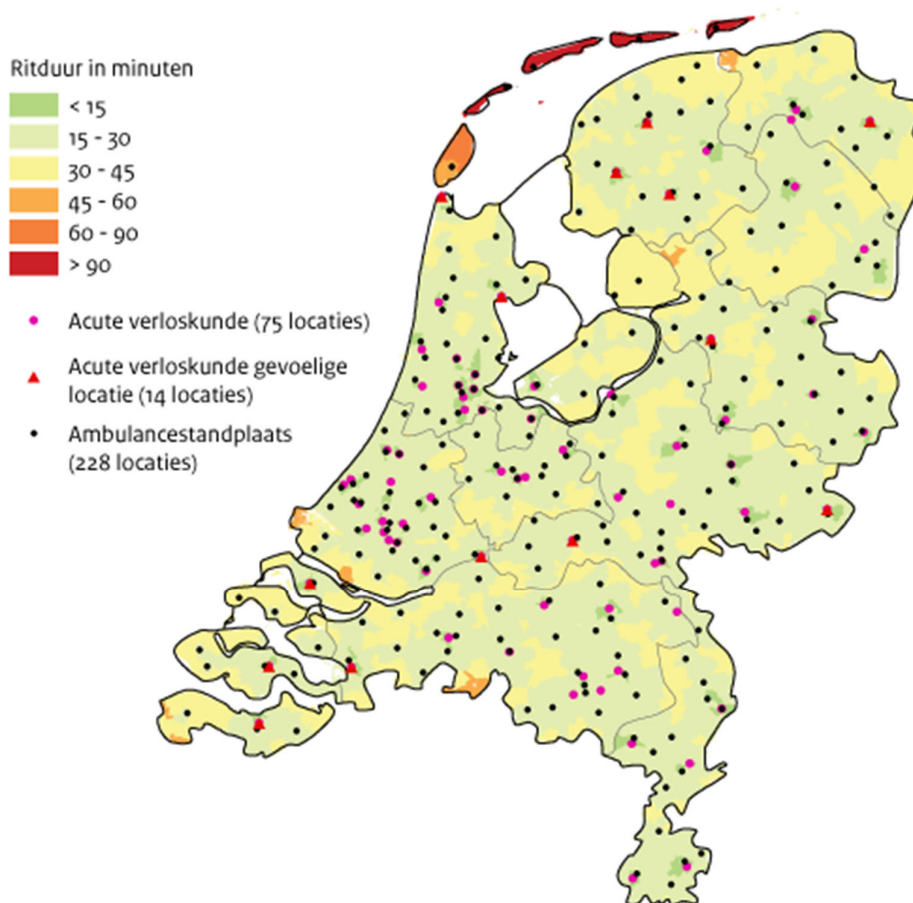 Ritduur in minuten
< 15
15 - 30
30 - 45
45 - 60
60 - 90
> 90
Acute verloskunde (75 locaties)
Acute verloskunde gevoelige
locatie (14 locaties)
Ambulancestandplaats
(228 locaties)